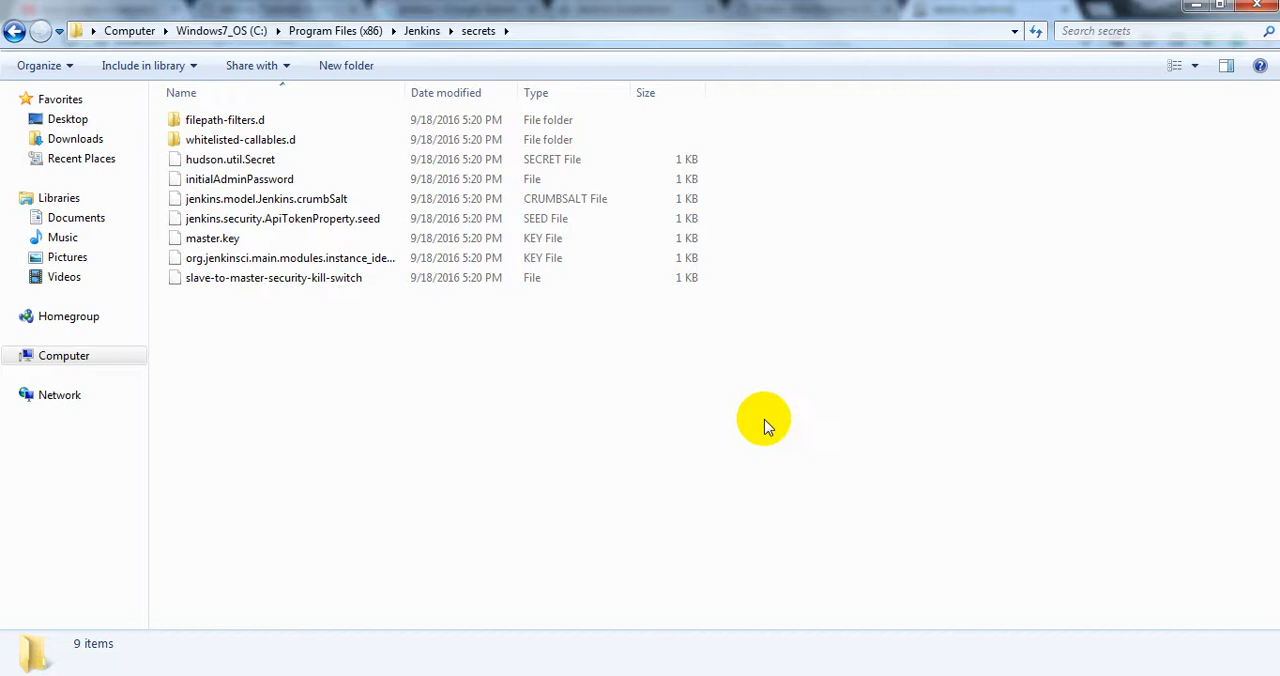 Computer Windows7_OS (C:) Program Files (x86) Jenkins secrets
Search secrets
Organize Include in library Share with New folder
Name Date modified Type Size
Favorites
Desktop
Downloads
Recent Places
Libraries
Documents
Music
Pictures
Videos
Homegroup
Computer
Network
filepath-filters.d 9/18/2016 5:20 PM File folder
whitelisted-callables.d 9/18/2016 5:20 PM File folder
hudson.util.Secret 9/18/2016 5:20 PM SECRET File 1 KB
initialAdminPassword 9/18/2016 5:20 PM File 1 KB
jenkins.model.Jenkins.crumbSalt 9/18/2016 5:20 PM CRUMBSALT File 1 KB
jenkins.security.ApiTokenProperty.seed 9/18/2016 5:20 PM SEED File 1 KB
master.key 9/18/2016 5:20 PM KEY File 1 KB
org.jenkinsci.main.modules.instance_ide... 9/18/2016 5:20 PM KEY File 1 KB
slave-to-master-security-kill-switch 9/18/2016 5:20 PM File 1 KB
9 items